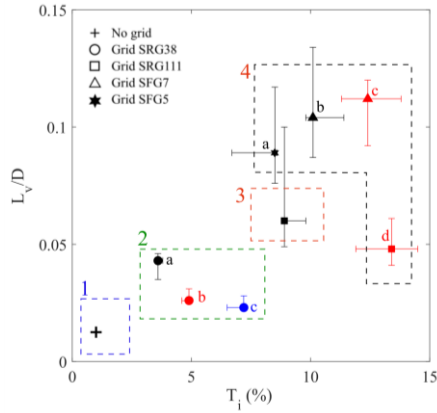 No grid
Grid SRG38
Grid SRG111
Grid SFG7
Grid SFG5
0.15
0.1
0.05
0
L_v/D
4
a
b
c
3
d
2
a
b
c
1
0
5
10
15
T_i (%)